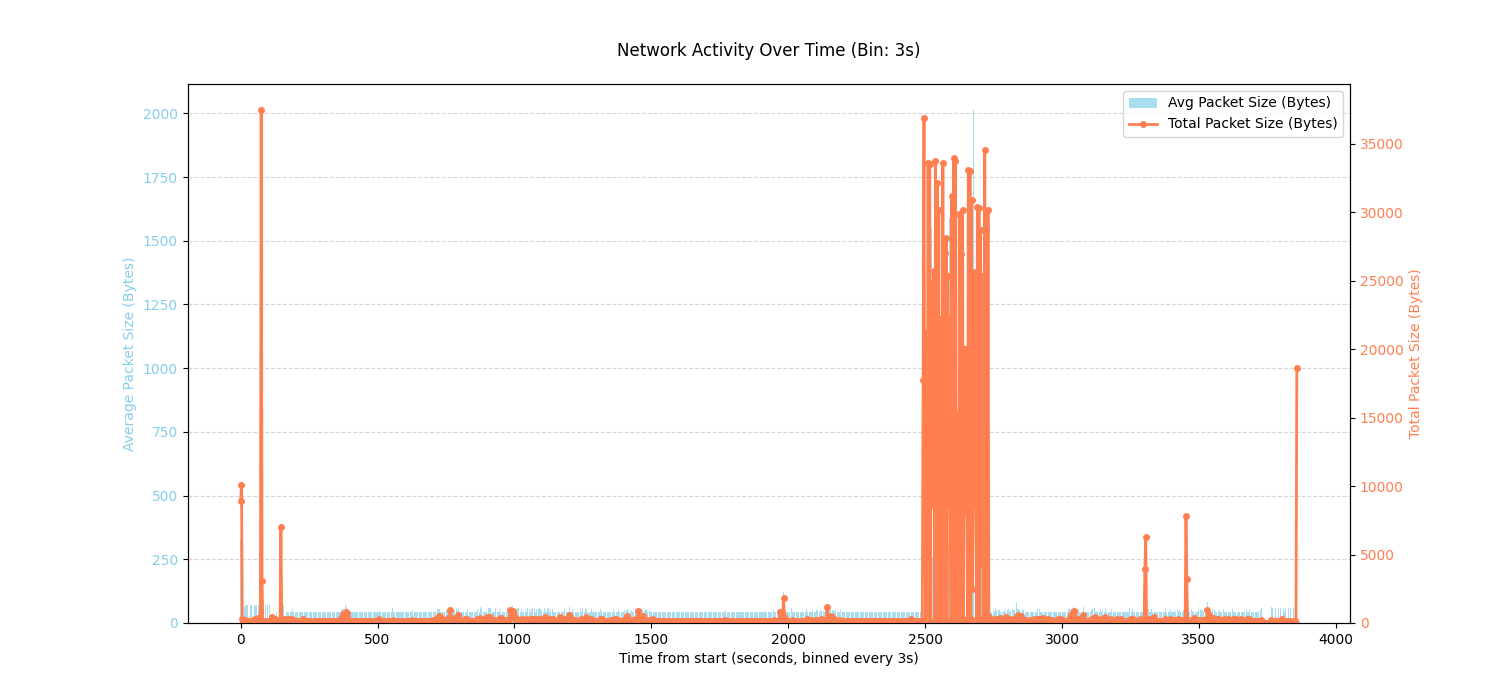 Network Activity Over Time (Bin: 3s)
Avg Packet Size (Bytes)
Total Packet Size (Bytes)
Average Packet Size (Bytes)
2000
1750
1500
1250
1000
750
500
250
0
35000
30000
25000
20000
15000
10000
5000
0
Total Packet Size (Bytes)
0 500 1000 1500 2000 2500 3000 3500 4000
Time from start (seconds, binned every 3s)